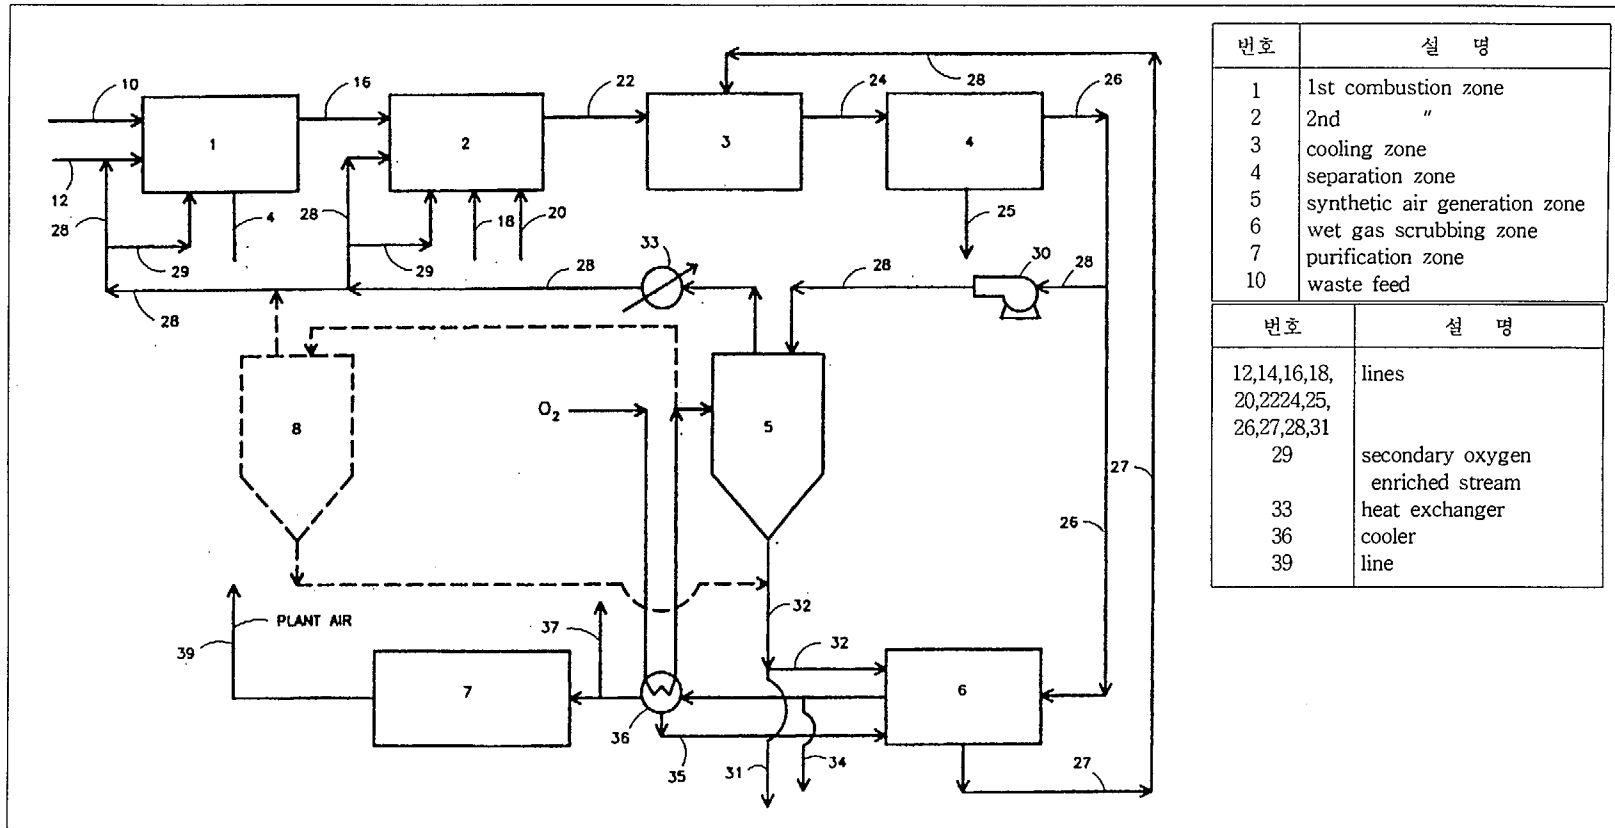 28
10
16
22
24
26
1
2
3
4
12
28
29
4
28
29
18
20
25
33
28
28
30
28
28
8
O₂
5
27
26
PLANT AIR
39
37
32
32
7
36
6
35
31
34
27
번호 설 명
1 1st combustion zone
2 2nd 〃
3 cooling zone
4 separation zone
5 synthetic air generation zone
6 wet gas scrubbing zone
7 purification zone
10 waste feed
번호 설 명
12,14,16,18, lines
20,2224,25,
26,27,28,31
29 secondary oxygen
enriched stream
33 heat exchanger
36 cooler
39 line